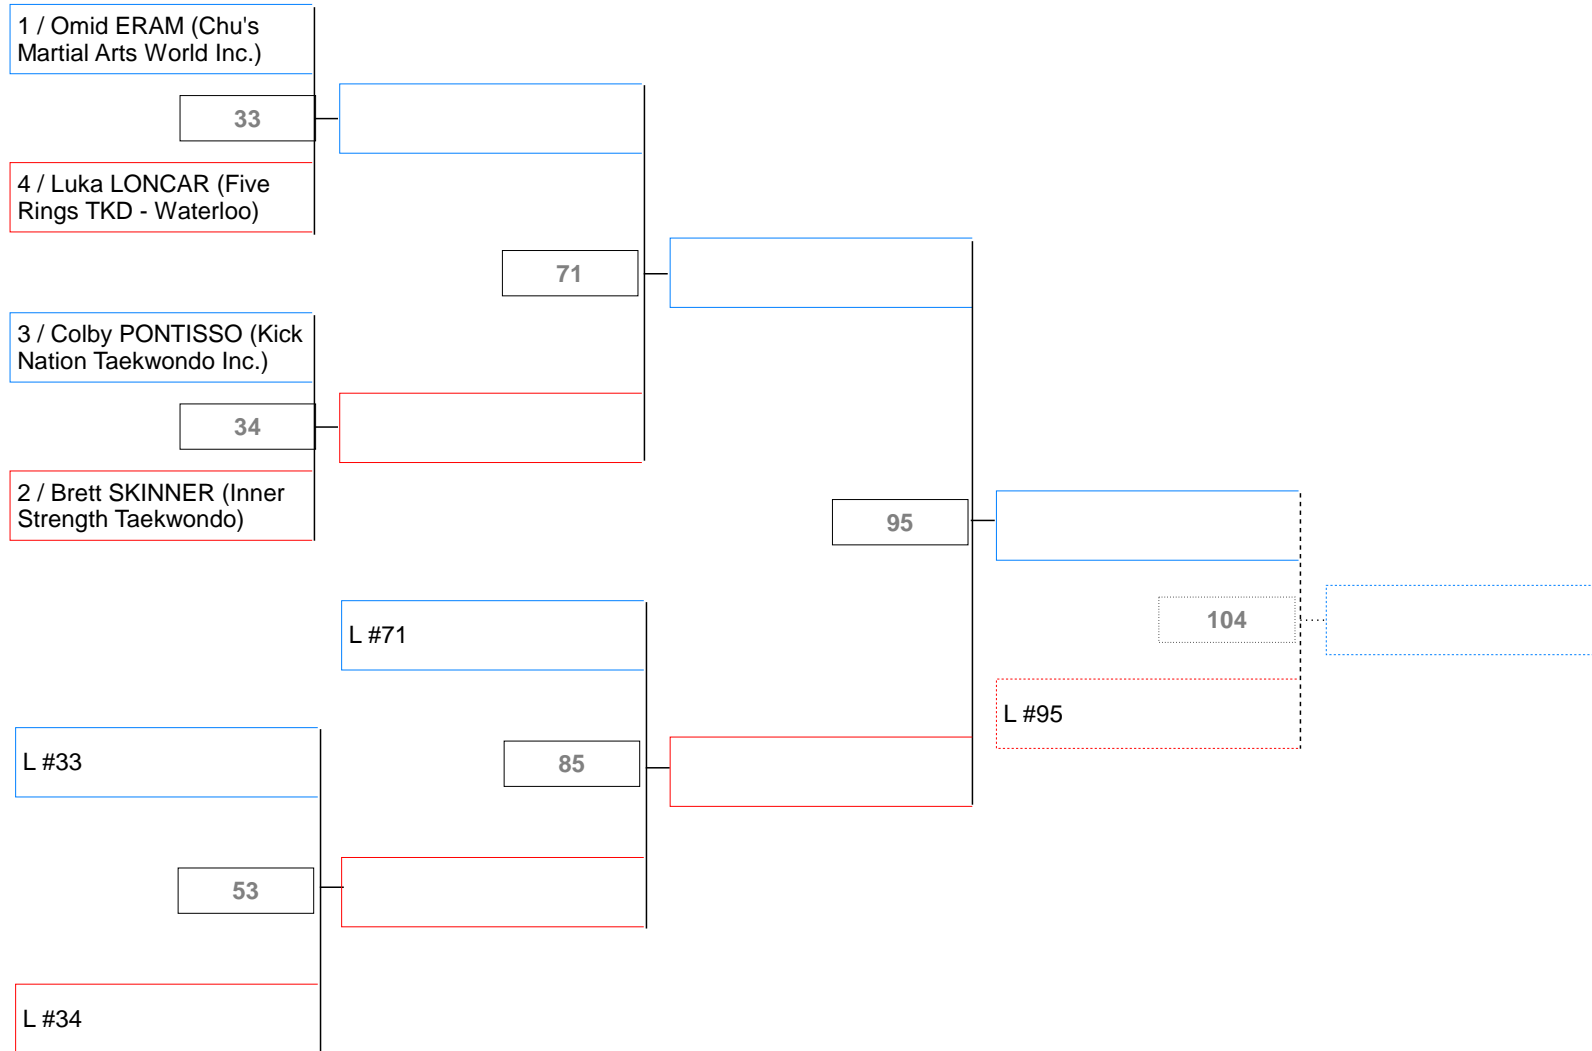 1 / Omid ERAM (Chu's
Martial Arts World Inc.)
33
4 / Luka LONCAR (Five
Rings TKD - Waterloo)
71
3 / Colby PONTISSO (Kick
Nation Taekwondo Inc.)
34
2 / Brett SKINNER (Inner
Strength Taekwondo)
95
L #71
104
L #95
L #33
85
53
L #34